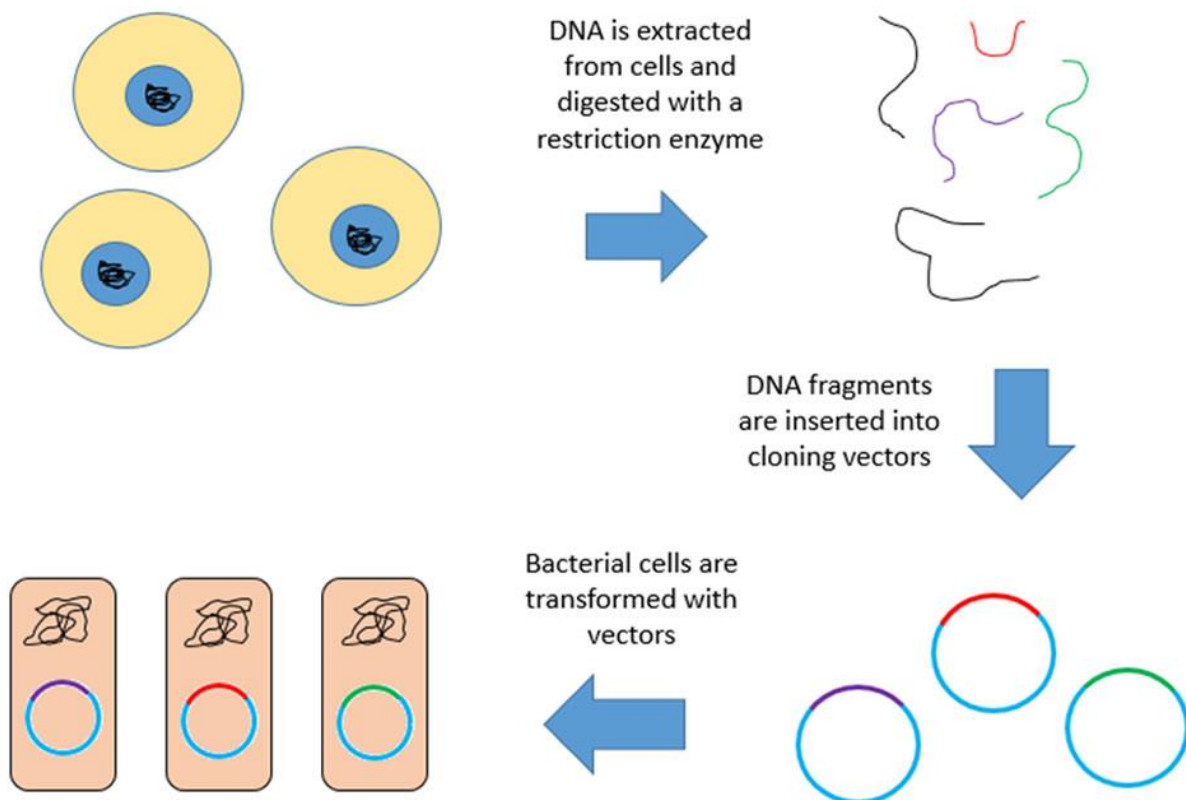 DNA is extracted
from cells and
digested with a
restriction enzyme
DNA fragments
are inserted into
cloning vectors
Bacterial cells are
transformed with
vectors